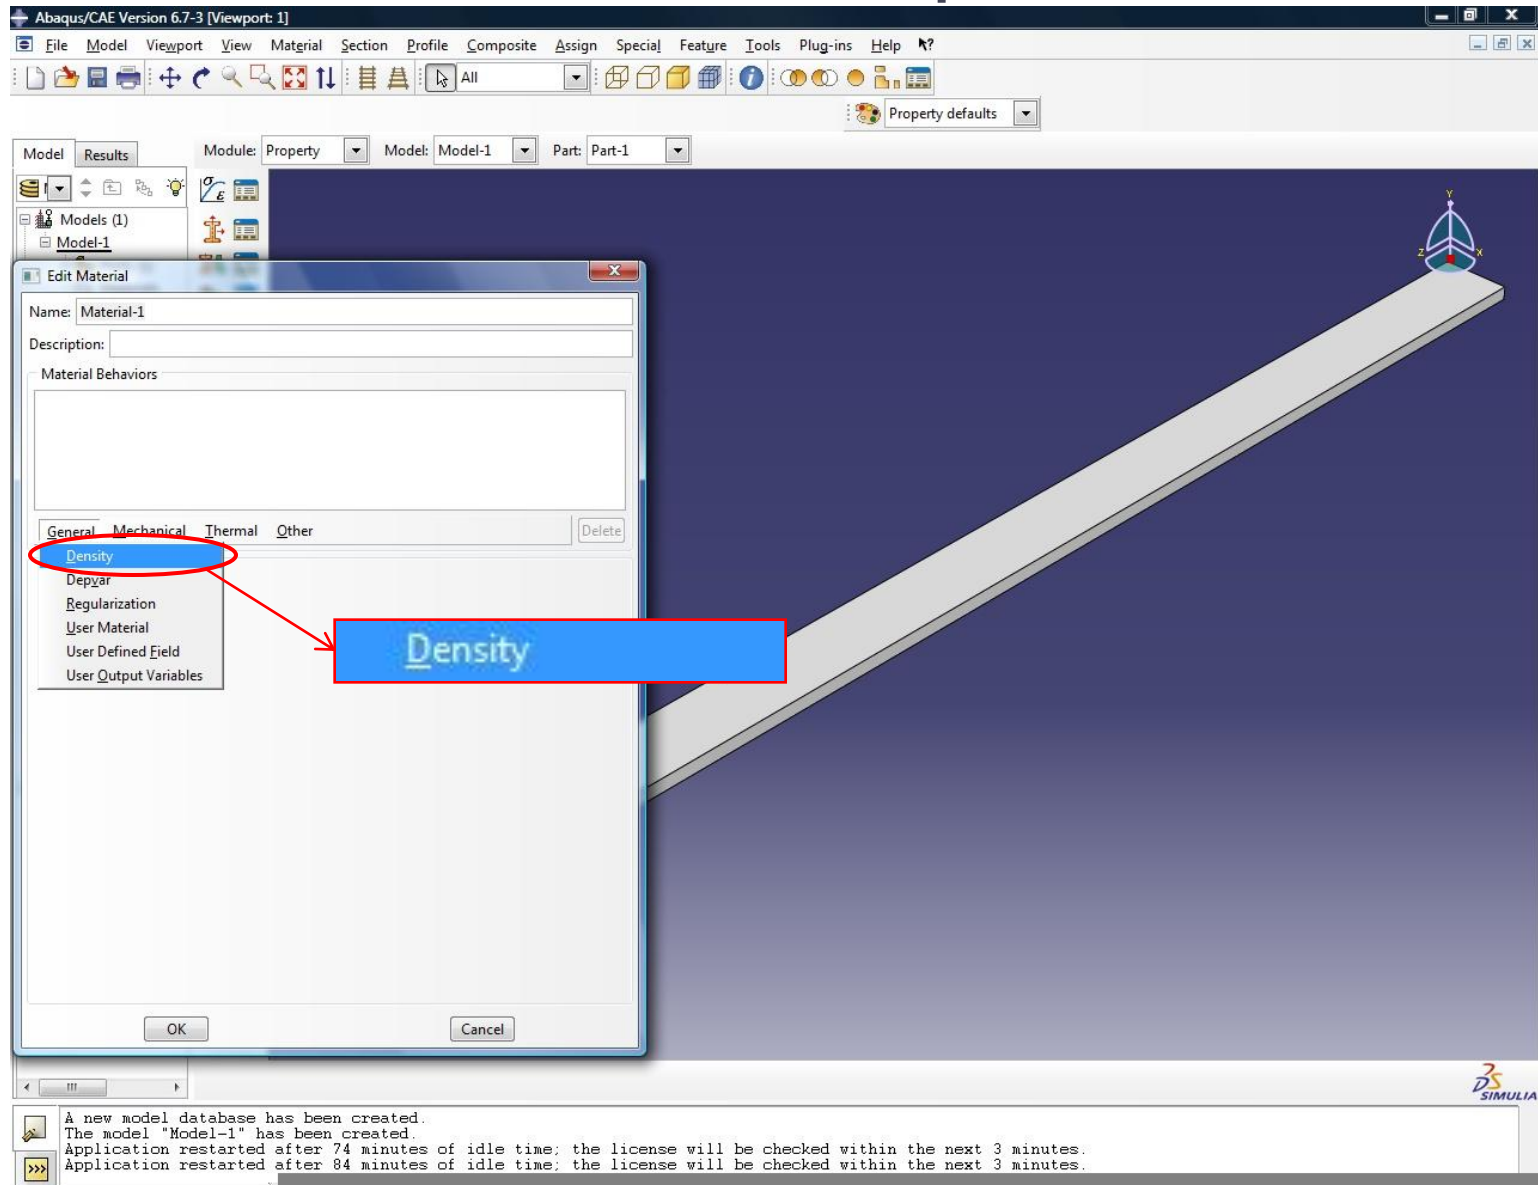 Abaqus/CAE Version 6.7-3 [Viewport: 1]
File Model Viewport View Material Section Profile Composite Assign Special Feature Tools Plug-ins Help
All
Property defaults
Model Results Module: Property Model: Model-1 Part: Part-1
Models (1)
Model-1
Edit Material
Name: Material-1
Description:
Material Behaviors
General Mechanical Thermal Other Delete
Density
Depvar
Regularization
User Material
User Defined Field
User Output Variables
Density
OK Cancel
Y
Z X
SIMULIA
A new model database has been created.
The model "Model-1" has been created.
Application restarted after 74 minutes of idle time; the license will be checked within the next 3 minutes.
Application restarted after 84 minutes of idle time; the license will be checked within the next 3 minutes.